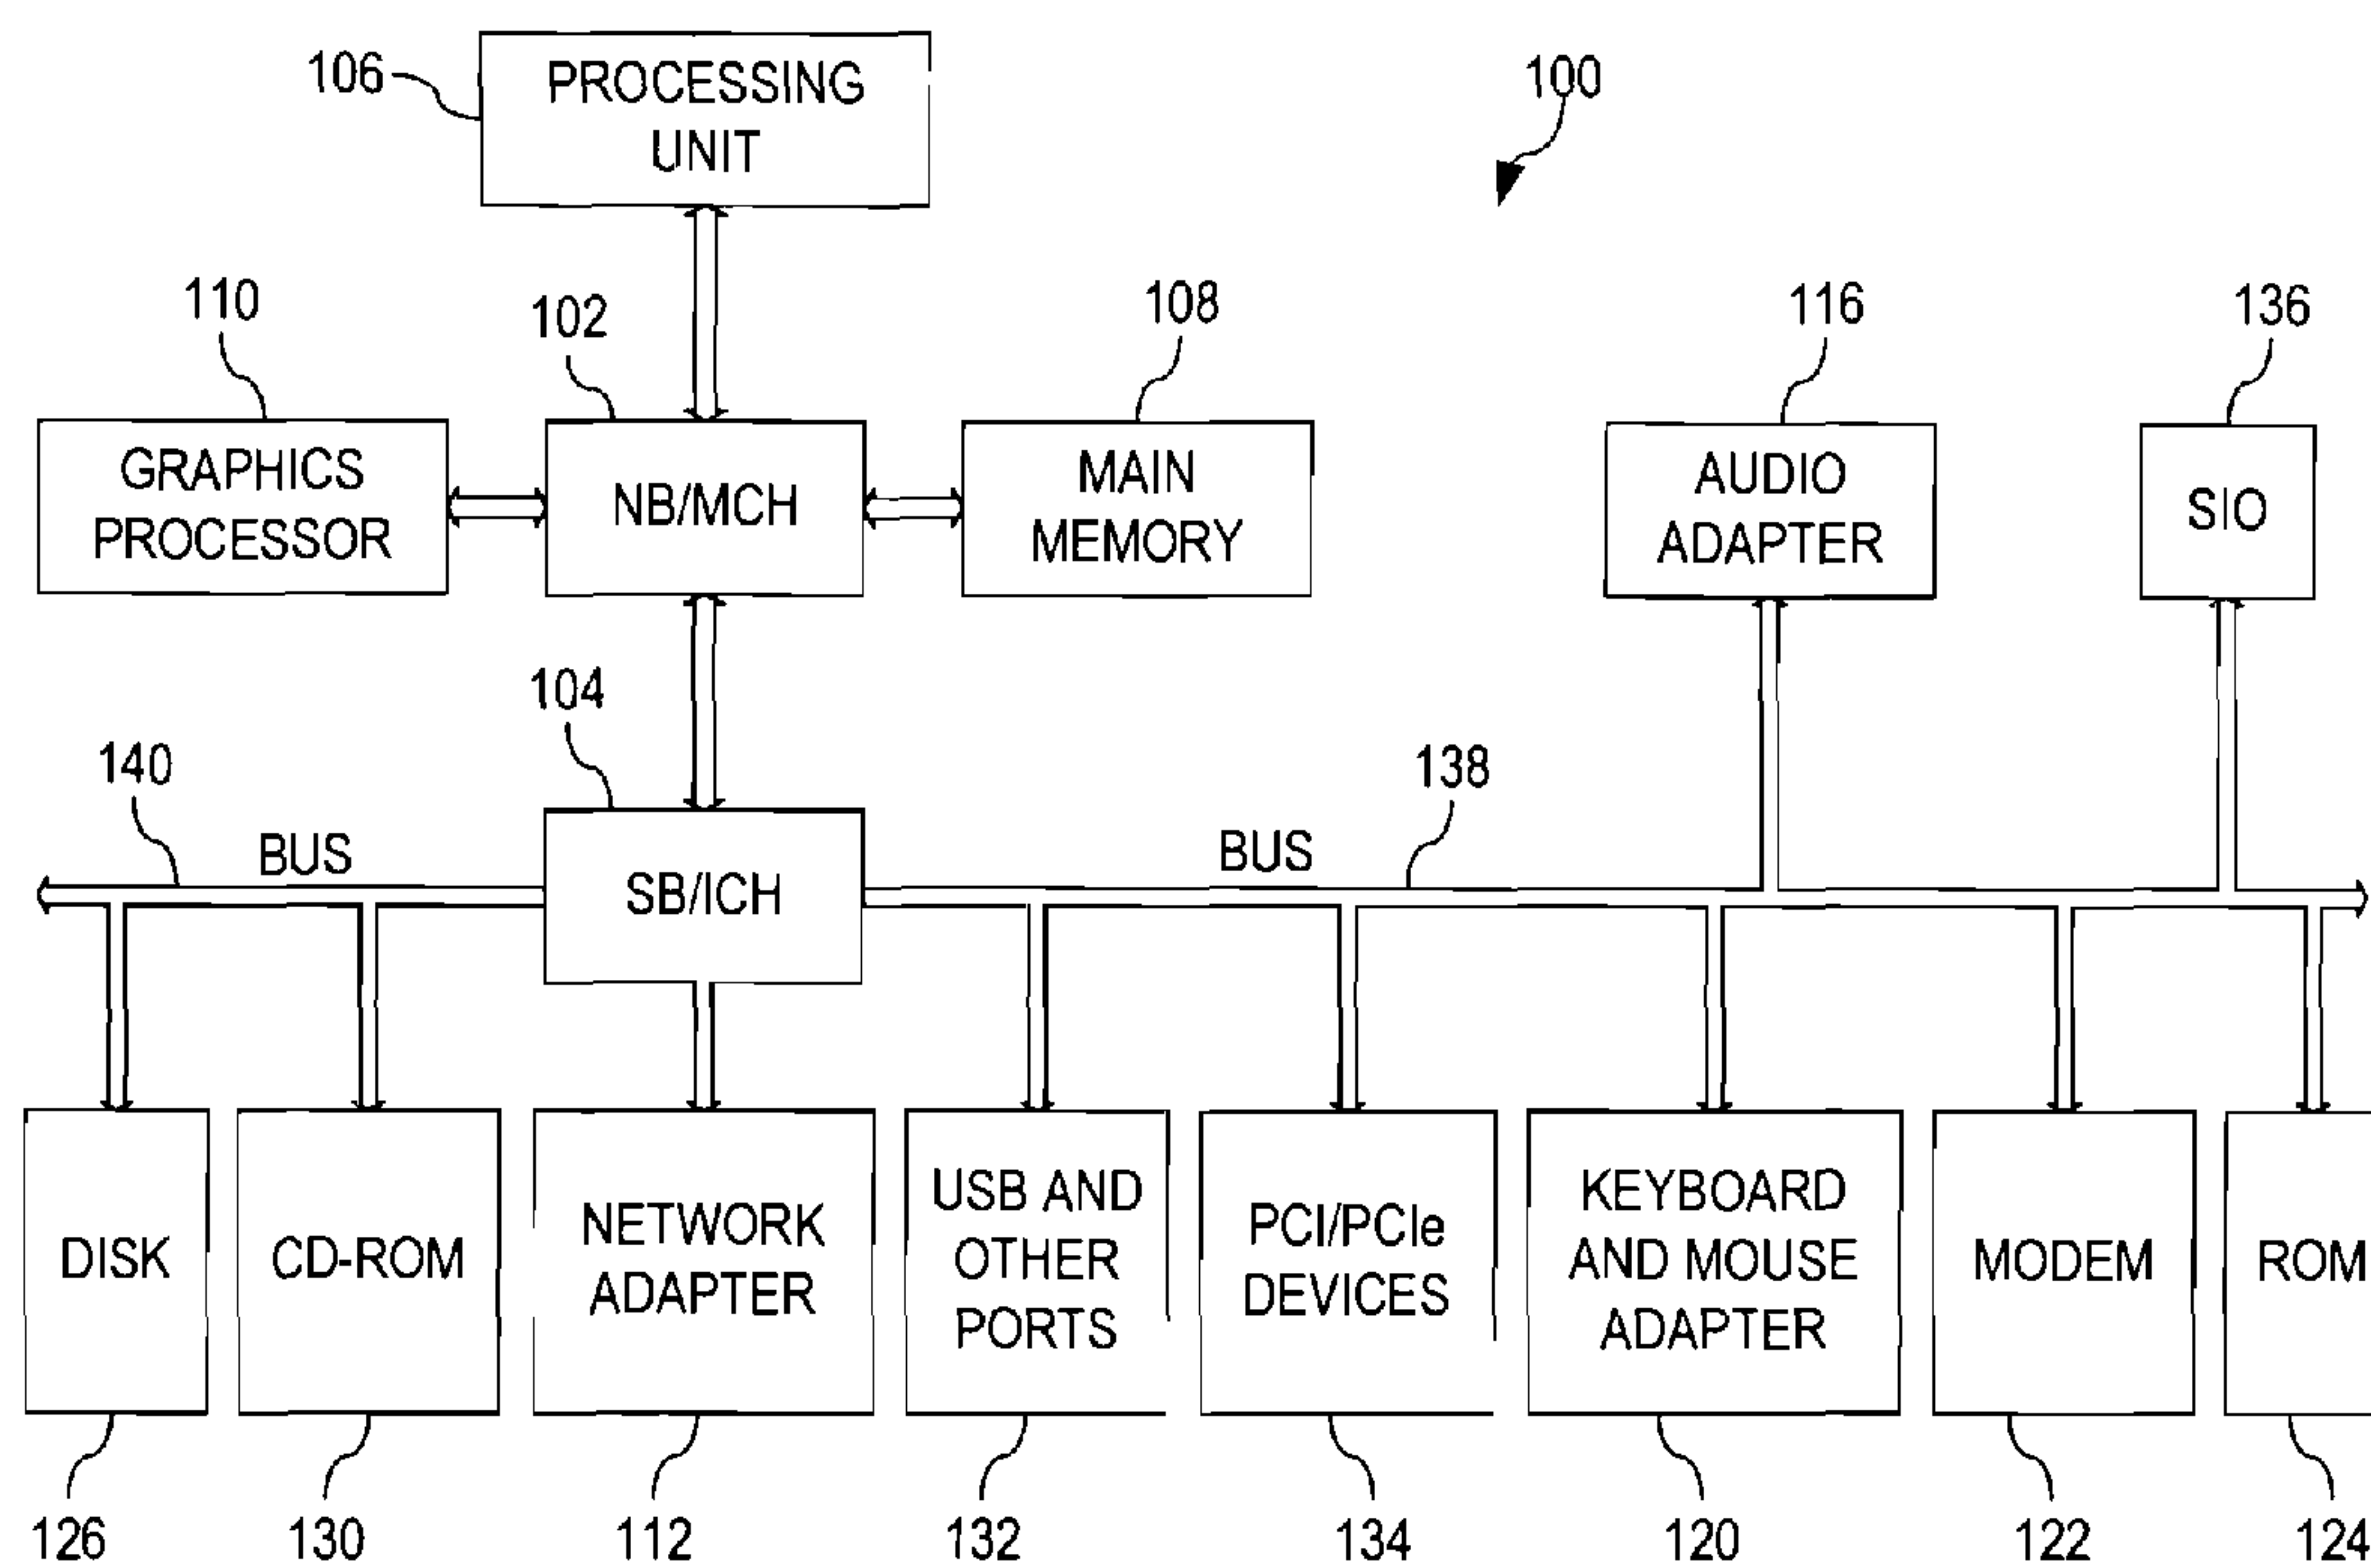 106
PROCESSING
UNIT
100
110
102
108
116
136
GRAPHICS
PROCESSOR
NB/MCH
MAIN
MEMORY
AUDIO
ADAPTER
SIO
104
140
BUS
SB/ICH
BUS
138
DISK
CD-ROM
NETWORK
ADAPTER
USB AND
OTHER
PORTS
PCI/PCIe
DEVICES
KEYBOARD
AND MOUSE
ADAPTER
MODEM
ROM
126
130
112
132
134
120
122
124